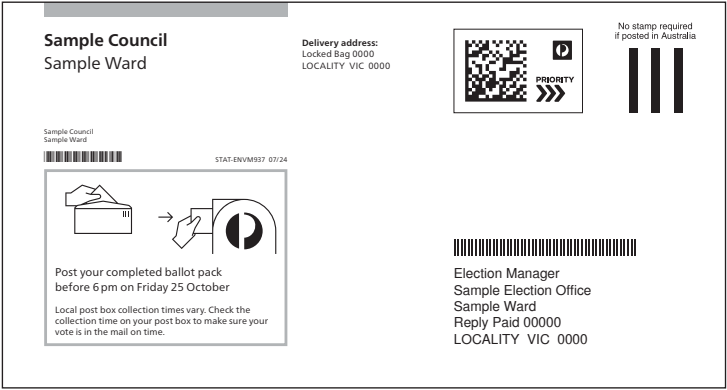 Sample Council
Sample Ward
Delivery address:
Locked Bag 0000
LOCALITY VIC 0000
PRIORITY
No stamp required
if posted in Australia
Sample Council
Sample Ward
STAT-ENVM937 07/24
Post your completed ballot pack
before 6 pm on Friday 25 October
Local post box collection times vary. Check the
collection time on your post box to make sure your
vote is in the mail on time.
Election Manager
Sample Election Office
Sample Ward
Reply Paid 00000
LOCALITY VIC 0000